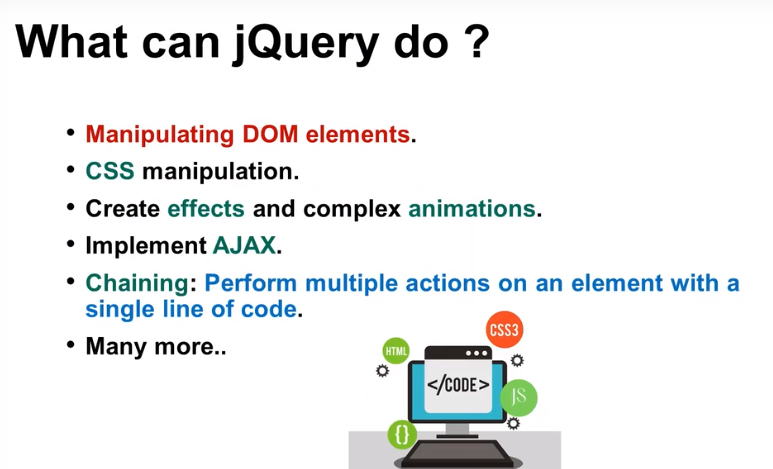 What can jQuery do ?
• Manipulating DOM elements.
• CSS manipulation.
• Create effects and complex animations.
• Implement AJAX.
• Chaining: Perform multiple actions on an element with a
single line of code.
• Many more..
CSS3
HTML
</CODE>
JS
{}